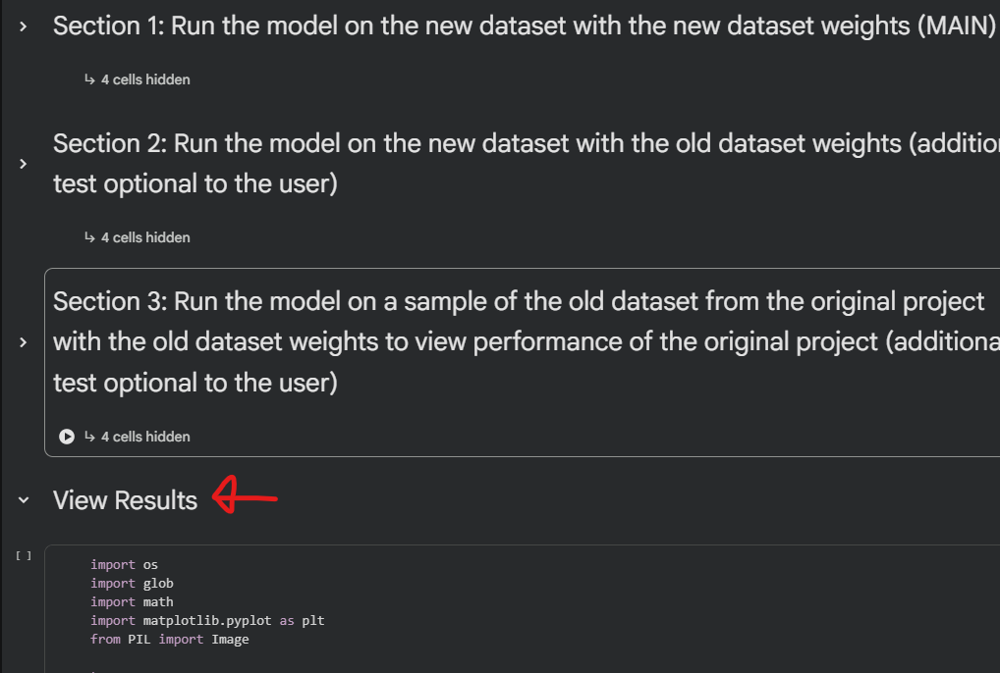 Section 1: Run the model on the new dataset with the new dataset weights (MAIN)
4 cells hidden
Section 2: Run the model on the new dataset with the old dataset weights
test optional to the user)
4 cells hidden
Section 3: Run the model on a sample of the old dataset from the original project
with the old dataset weights to view performance of the original project
test optional to the user)
4 cells hidden
View Results
[ ]
import os
import glob
import math
import matplotlib.pyplot as plt
from PIL import Image